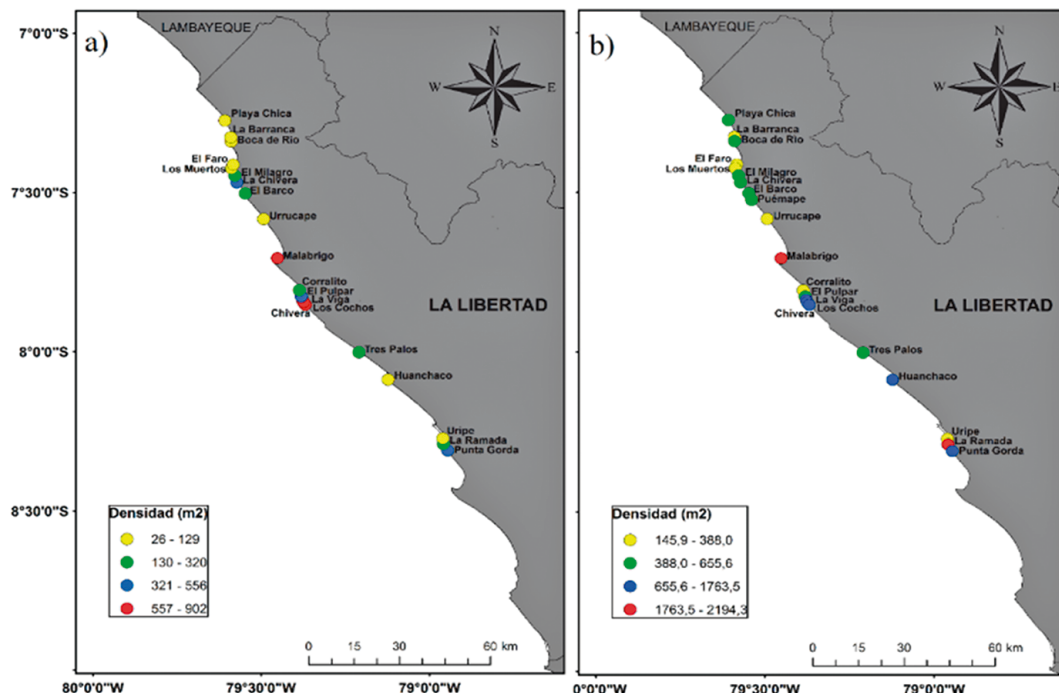 a)
LAMBAYEQUE
N
W
E
S
7°0'0"S
7°30'0"S
8°0'0"S
8°30'0"S
Playa Chica
La Barranca
Boca de Río
El Faro
Los Muertos
El Milagro
La Chivera
El Barco
Urrucape
Malabrigo
Corralito
El Pulpar
La Viga
Los Cochos
Chivera
LA LIBERTAD
Tres Palos
Huanchaco
Uripe
La Ramada
Punta Gorda
Densidad (m2)
26 - 129
130 - 320
321 - 556
557 - 902
0 15 30 60 km
80°0'0"W
79°30'0"W
79°0'0"W
b)
LAMBAYEQUE
N
W
E
S
Playa Chica
La Barranca
Boca de Río
El Faro
Los Muertos
El Milagro
La Chivera
El Barco
Puémape
Urrucape
Malabrigo
Corralito
El Pulpar
La Viga
Los Cochos
Chivera
LA LIBERTAD
Tres Palos
Huanchaco
Uripe
La Ramada
Punta Gorda
Densidad (m2)
145,9 - 388,0
388,0 - 655,6
655,6 - 1763,5
1763,5 - 2194,3
0 15 30 60 km
0°0'0"W
79°30'0"W
79°0'0"W